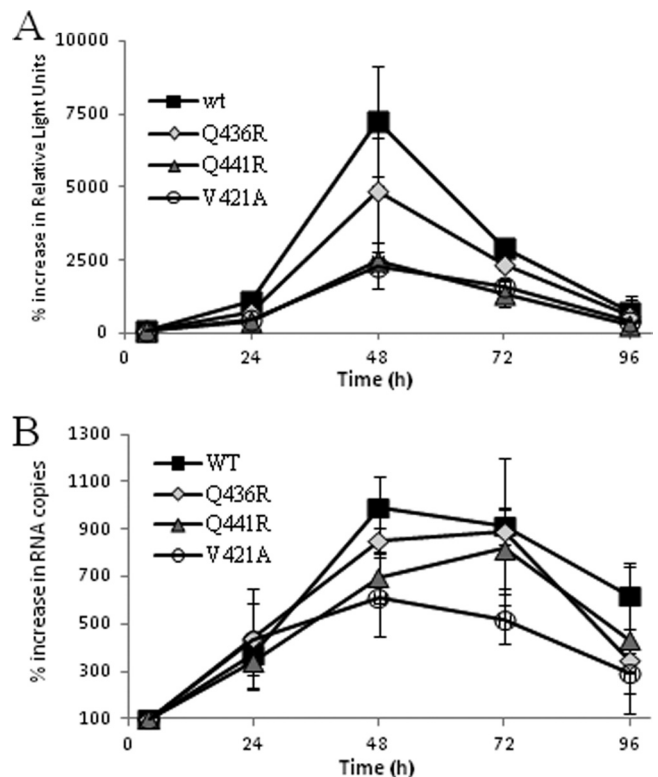 A
% increase in Relative Light Units
10000
7500
5000
2500
0
wt
Q436R
Q441R
V421A
0 24 48 72 96
Time (h)
B
% increase in RNA copies
1300
1100
900
700
500
300
100
WT
Q436R
Q441R
V421A
0 24 48 72 96
Time (h)